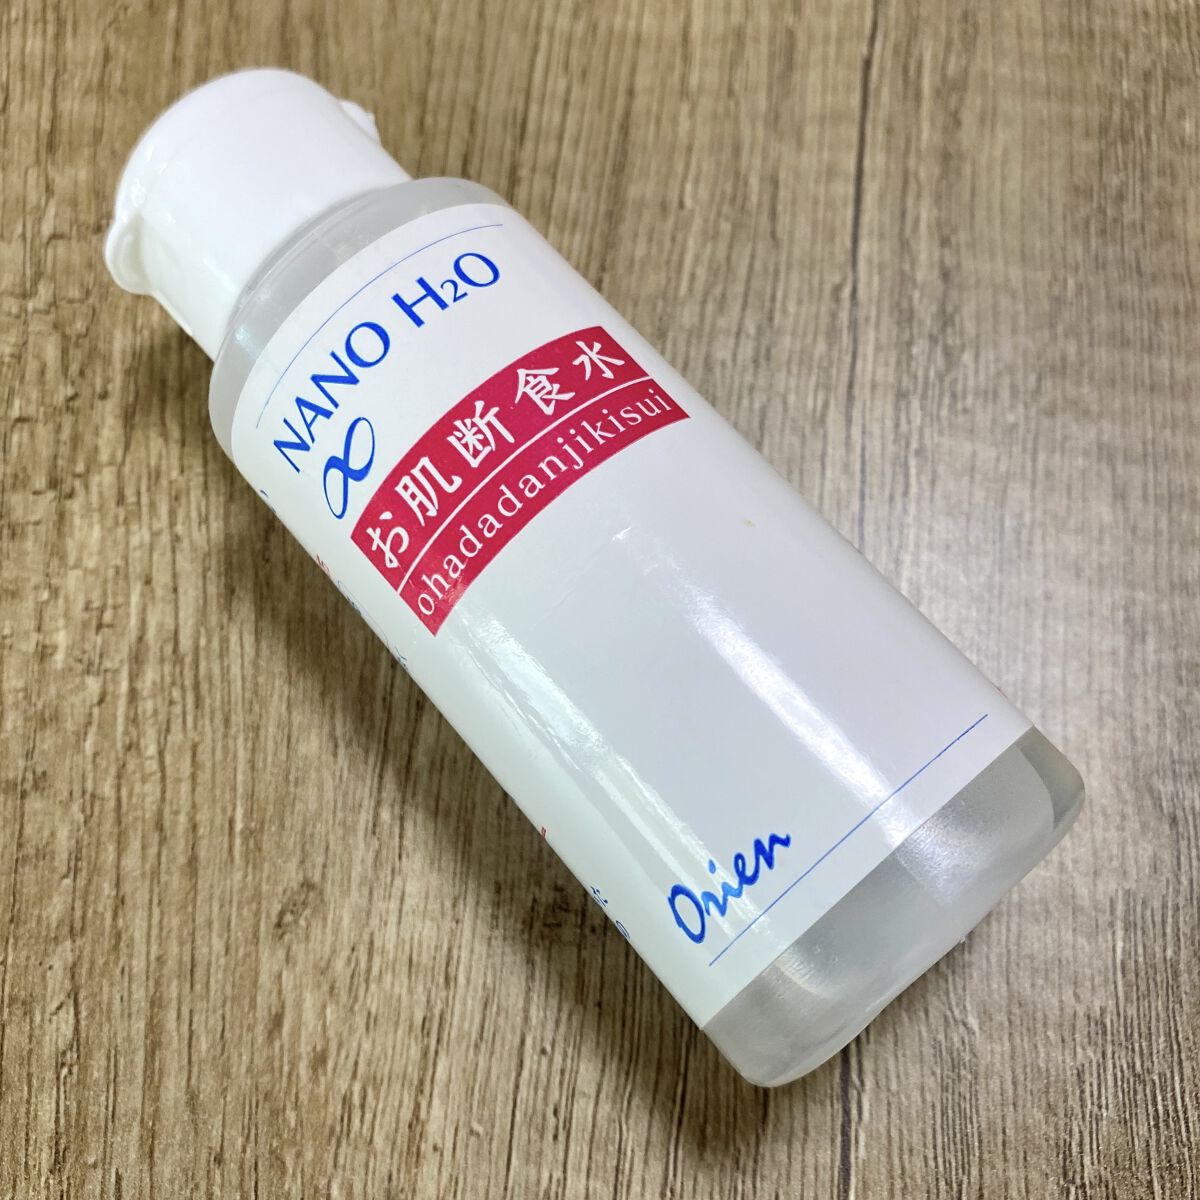 NANO H₂O
∞
お肌断食水
ohadadanjikisui
Orien